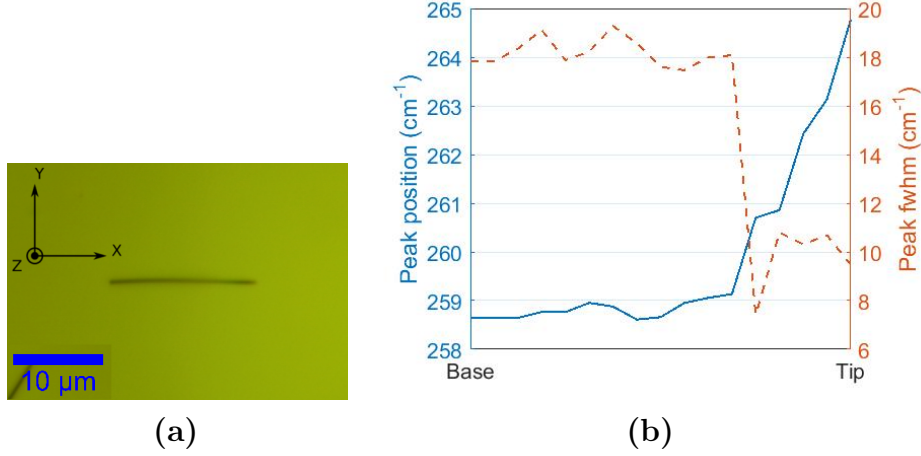 Y
Z
X
10 µm
(a)
265
264
263
262
261
260
259
258
Peak position (cm⁻¹)
Base
Tip
20
18
16
14
12
10
8
6
Peak fwhm (cm⁻¹)
(b)